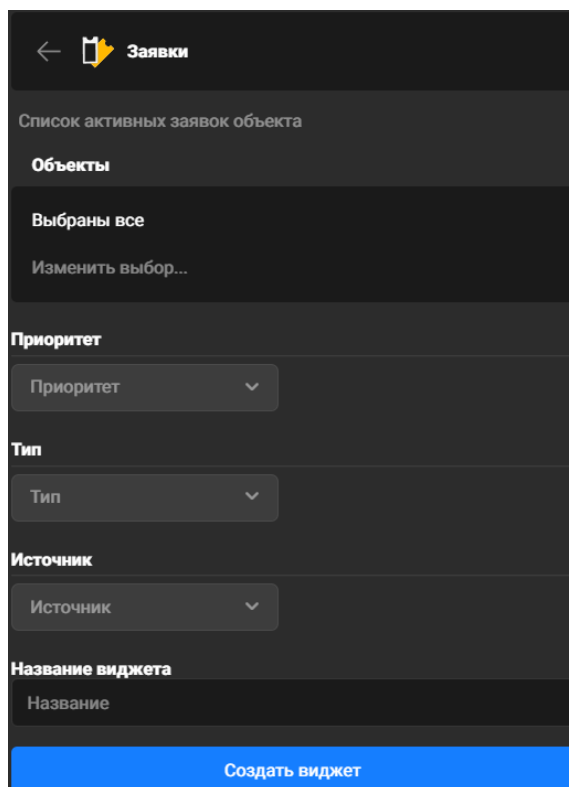 Заявки
Список активных заявок объекта
Объекты
Выбраны все
Изменить выбор...
Приоритет
Приоритет
Тип
Тип
Источник
Источник
Название виджета
Название
Создать виджет